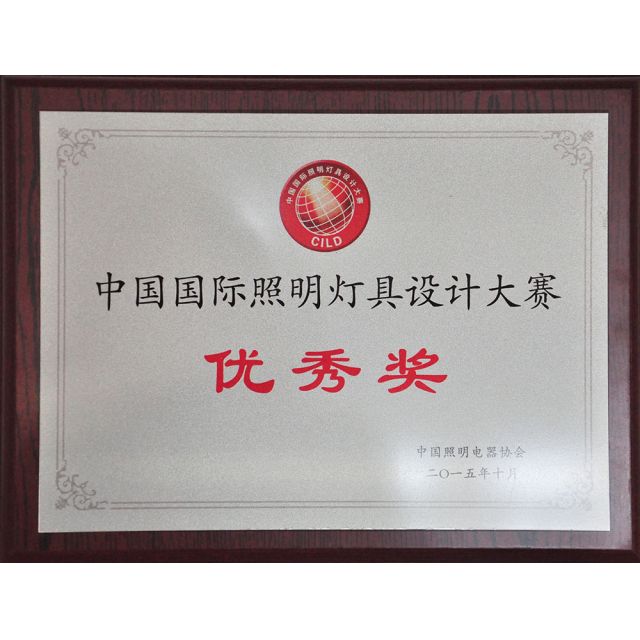 中国国际照明灯具设计大赛
CILD
中国国际照明灯具设计大赛
优秀奖
中国照明电器协会
二〇一五年十月